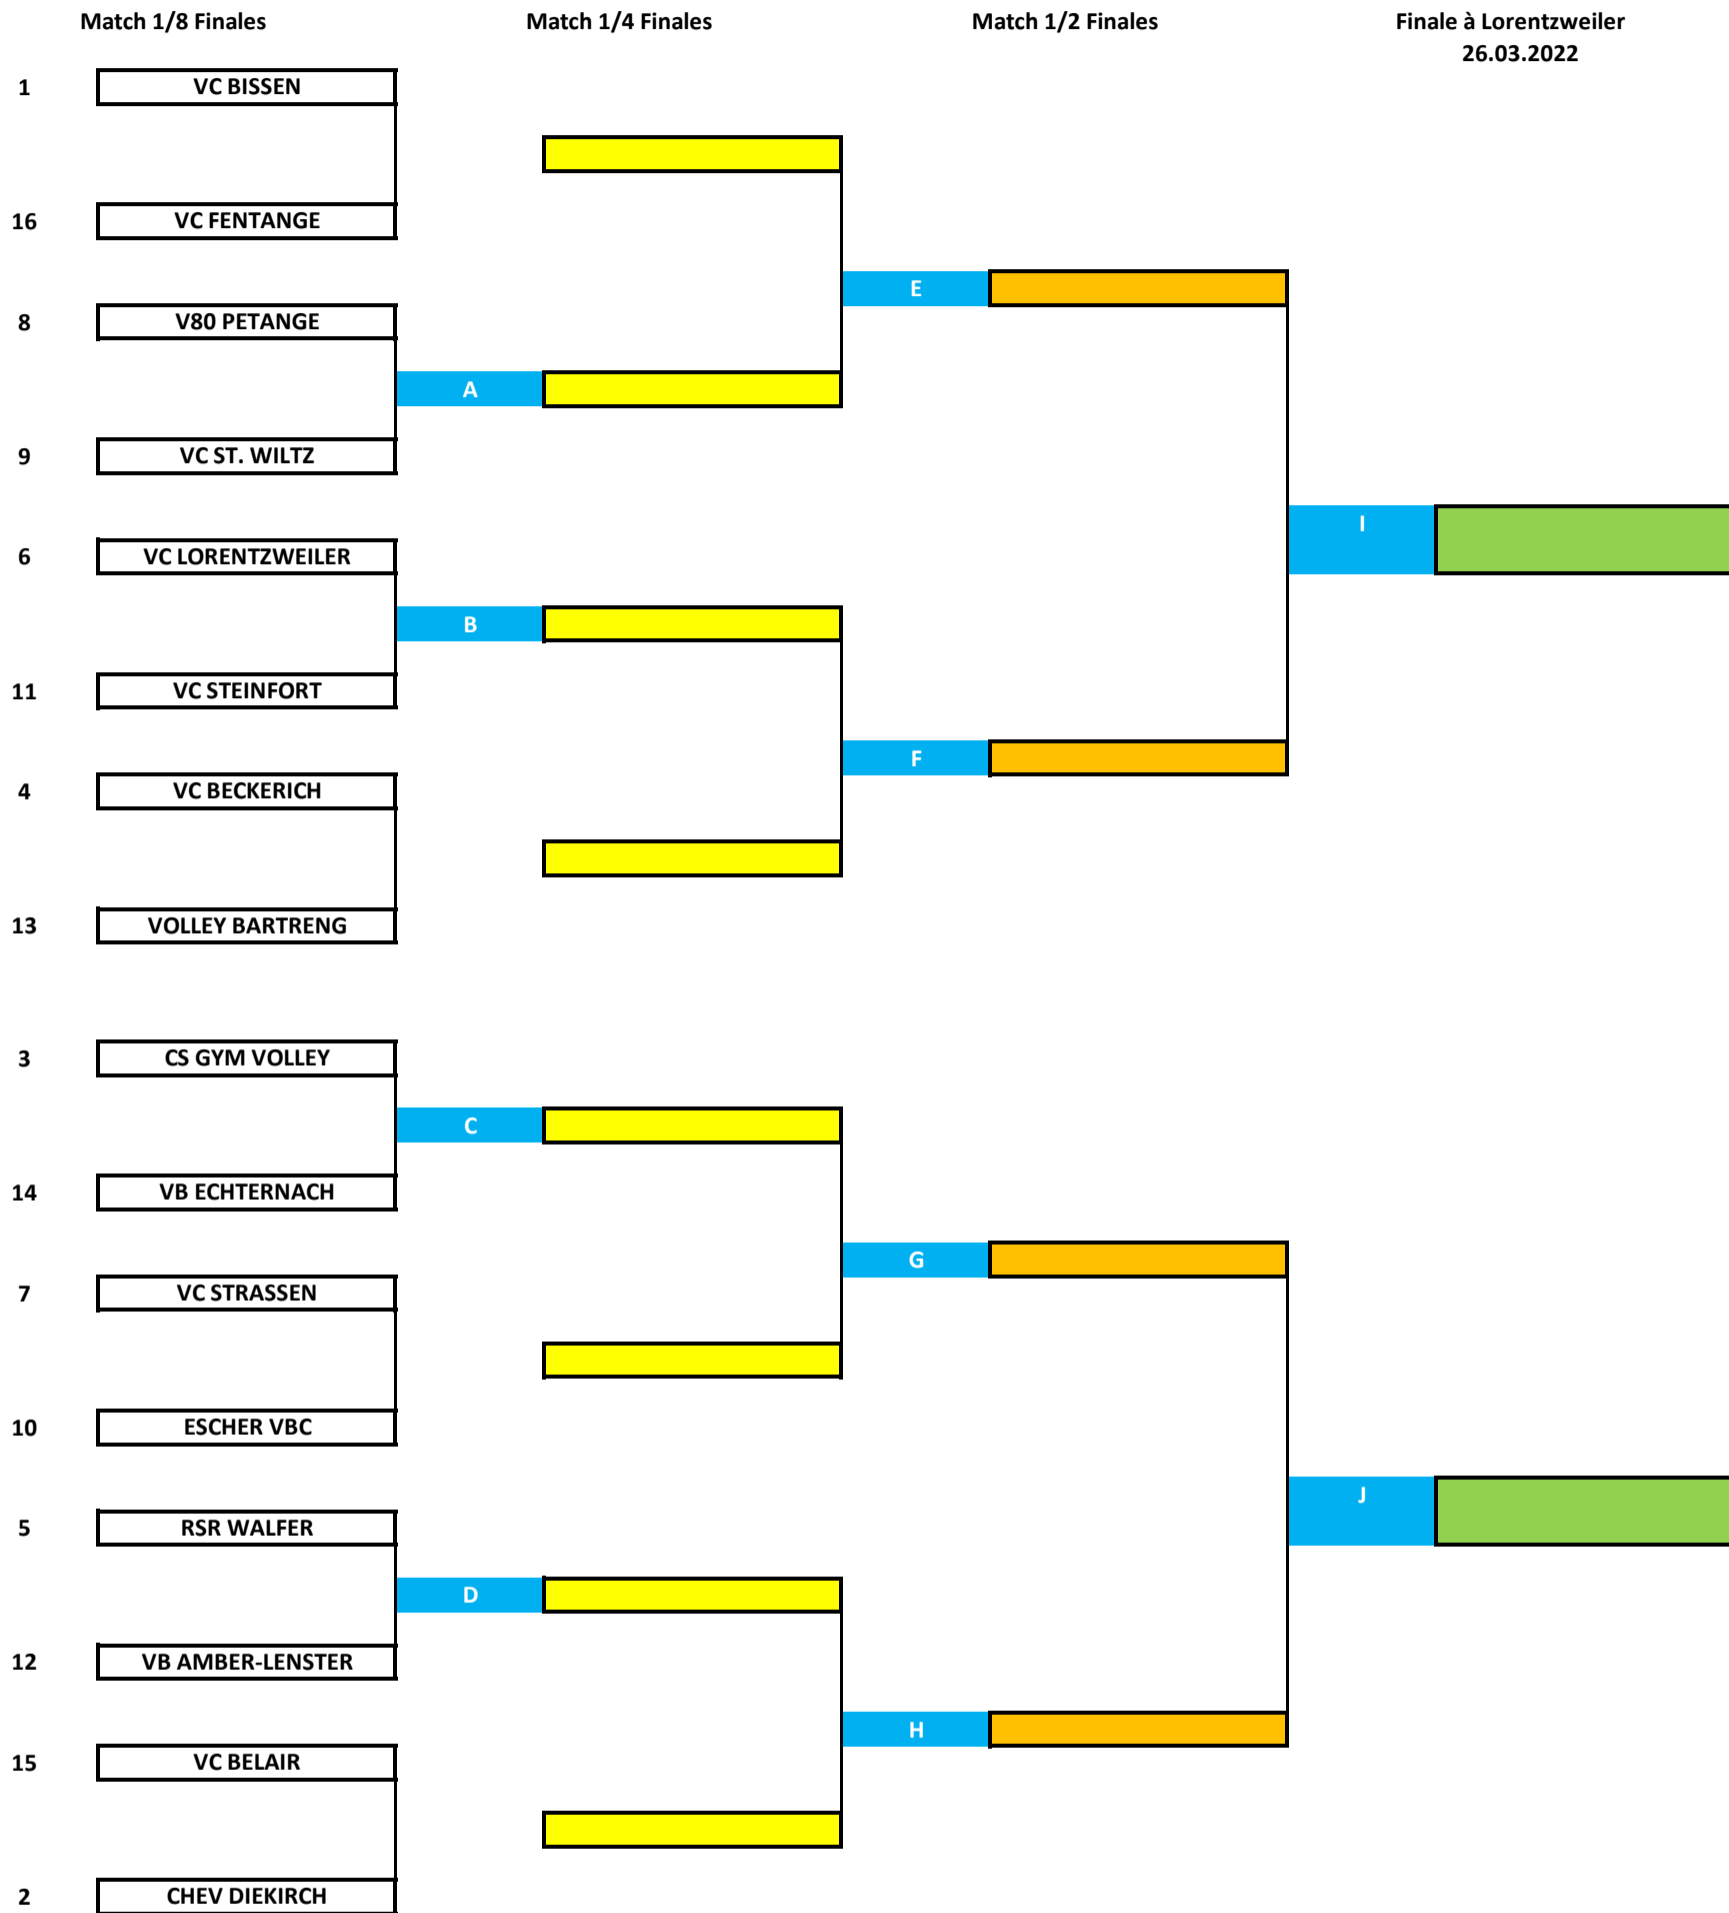 Match 1/8 Finales
Match 1/4 Finales
Match 1/2 Finales
Finale à Lorentzweiler
26.03.2022
1
VC BISSEN
16
VC FENTANGE
E
8
V80 PETANGE
A
9
VC ST. WILTZ
I
6
VC LORENTZWEILER
B
11
VC STEINFORT
F
4
VC BECKERICH
13
VOLLEY BARTRENG
3
CS GYM VOLLEY
C
14
VB ECHTERNACH
G
7
VC STRASSEN
10
ESCHER VBC
J
5
RSR WALFER
D
12
VB AMBER-LENSTER
H
15
VC BELAIR
2
CHEV DIEKIRCH